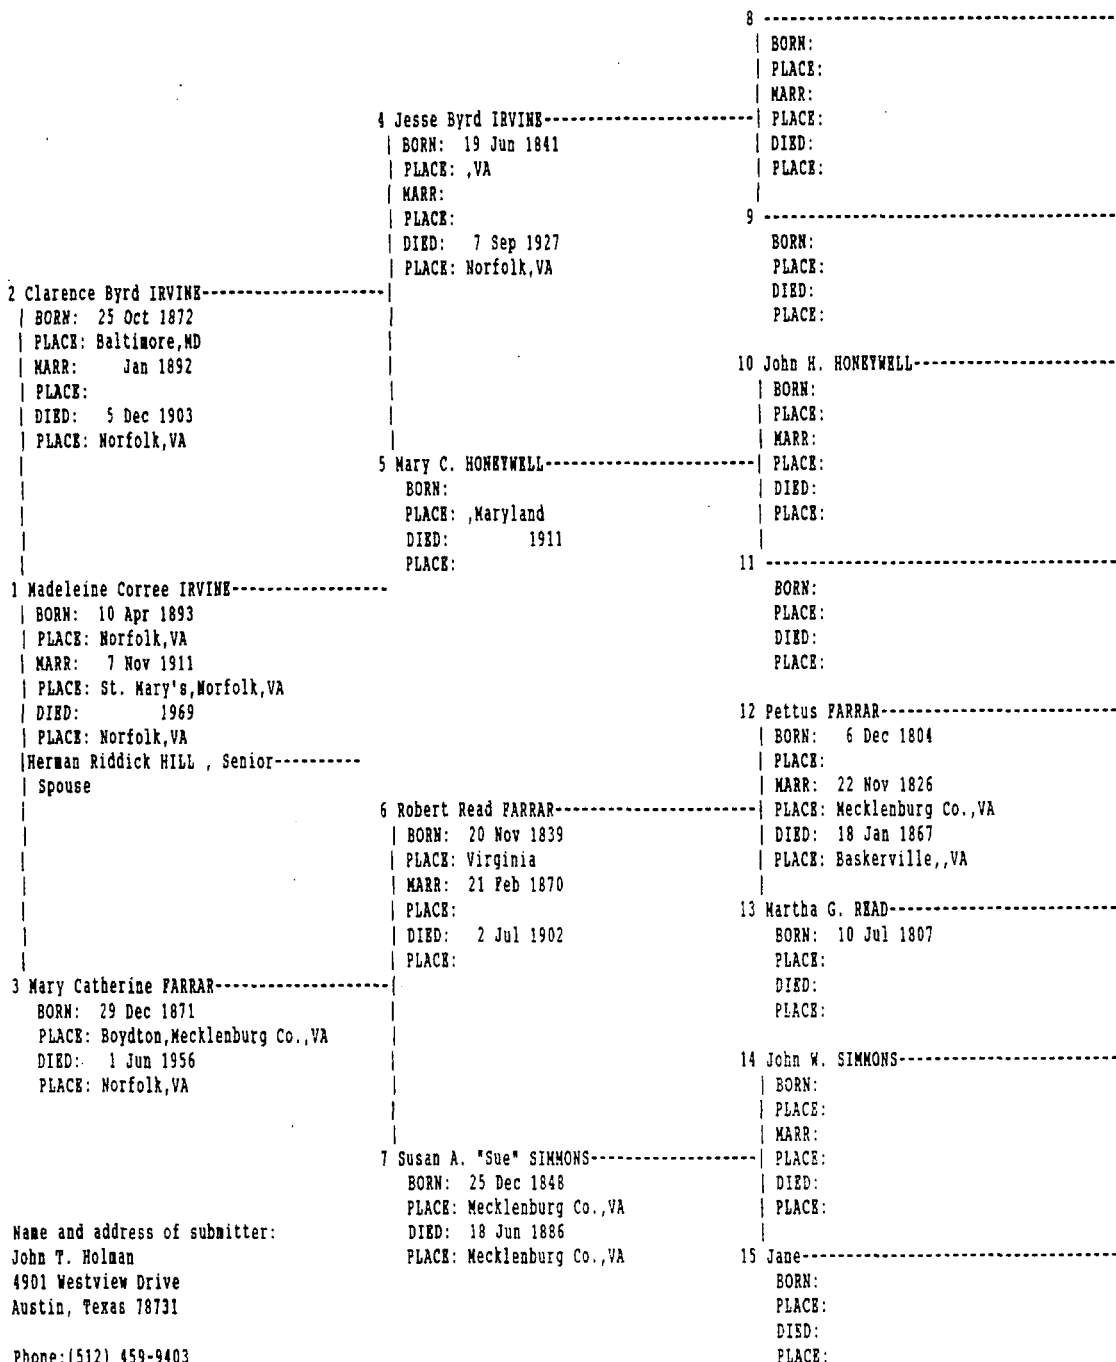 8
BORN:
PLACE:
MARR:
4 Jesse Byrd IRVINE
PLACE:
BORN: 19 Jun 1841
DIED:
PLACE: ,VA
PLACE:
MARR:
PLACE:
9
DIED: 7 Sep 1927
BORN:
PLACE: Norfolk,VA
PLACE:
2 Clarence Byrd IRVINE
DIED:
BORN: 25 Oct 1872
PLACE:
PLACE: Baltimore,MD
MARR: Jan 1892
10 John H. HONEYWELL
PLACE:
BORN:
DIED: 5 Dec 1903
PLACE:
PLACE: Norfolk,VA
MARR:
5 Mary C. HONEYWELL
PLACE:
BORN:
DIED:
PLACE: ,Maryland
PLACE:
DIED: 1911
PLACE:
11
1 Madeleine Corree IRVINE
BORN:
BORN: 10 Apr 1893
PLACE:
PLACE: Norfolk,VA
DIED:
MARR: 7 Nov 1911
PLACE:
PLACE: St. Mary's,Norfolk,VA
DIED: 1969
12 Pettus FARRAR
PLACE: Norfolk,VA
BORN: 6 Dec 1804
Herman Riddick HILL , Senior
PLACE:
Spouse
MARR: 22 Nov 1826
6 Robert Read FARRAR
PLACE: Mecklenburg Co.,VA
BORN: 20 Nov 1839
DIED: 18 Jan 1867
PLACE: Virginia
PLACE: Baskerville,,VA
MARR: 21 Feb 1870
PLACE:
13 Martha G. READ
DIED: 2 Jul 1902
BORN: 10 Jul 1807
PLACE:
PLACE:
3 Mary Catherine FARRAR
DIED:
BORN: 29 Dec 1871
PLACE:
PLACE: Boydton,Mecklenburg Co.,VA
DIED: 1 Jun 1956
14 John W. SIMMONS
PLACE: Norfolk,VA
BORN:
PLACE:
MARR:
7 Susan A. "Sue" SIMMONS
PLACE:
BORN: 25 Dec 1848
DIED:
PLACE: Mecklenburg Co.,VA
PLACE:
DIED: 18 Jun 1886
PLACE: Mecklenburg Co.,VA
15 Jane
BORN:
PLACE:
DIED:
PLACE:
Name and address of submitter:
John T. Holman
4901 Westview Drive
Austin, Texas 78731
Phone:(512) 459-9403